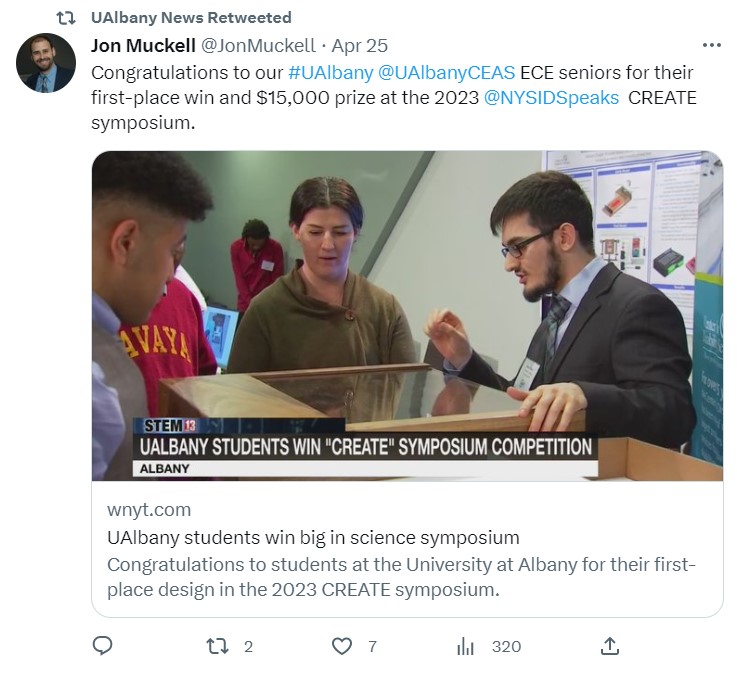 UAlbany News Retweeted
Jon Muckell @JonMuckell · Apr 25
Congratulations to our #UAlbany @UAlbanyCEAS ECE seniors for their
first-place win and $15,000 prize at the 2023 @NYSIDSpeaks CREATE
symposium.
AVAYA
STEM 13
UALBANY STUDENTS WIN "CREATE" SYMPOSIUM COMPETITION
ALBANY
wnyt.com
UAlbany students win big in science symposium
Congratulations to students at the University at Albany for their first-
place design in the 2023 CREATE symposium.
2 7 320